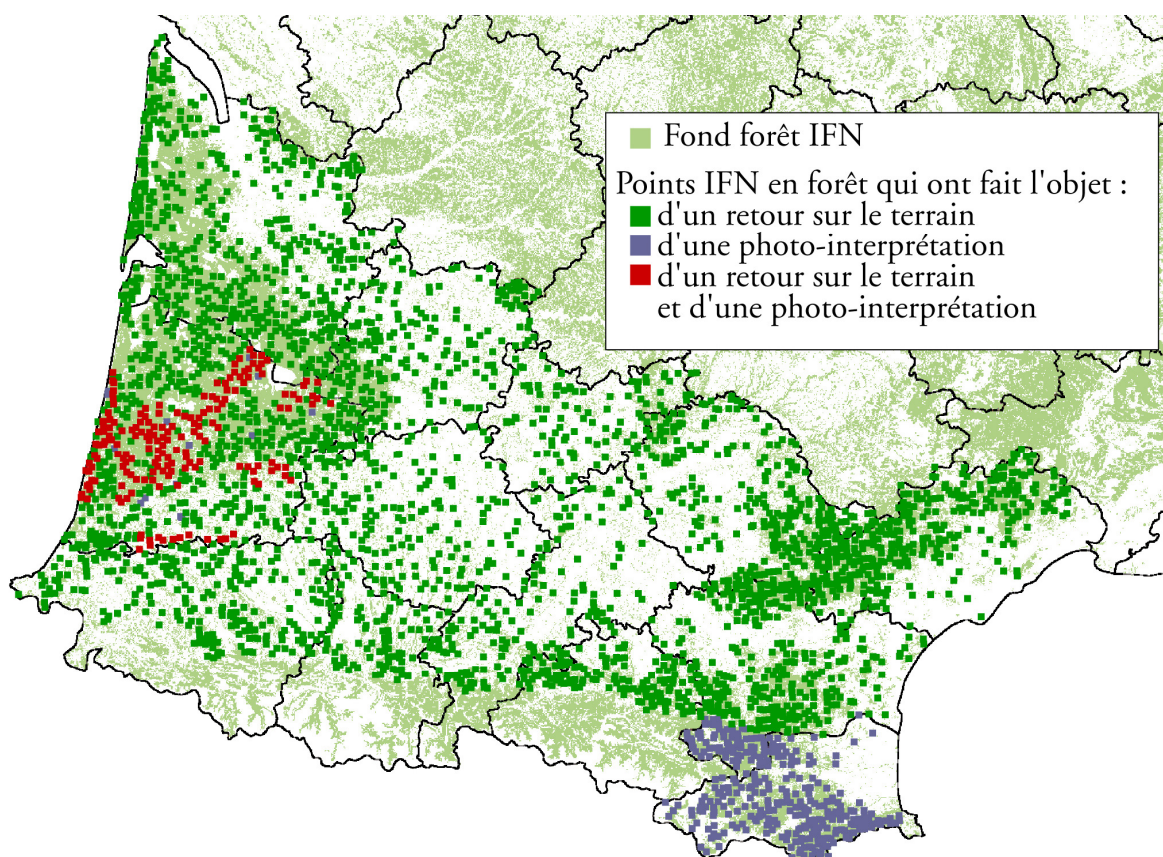 Fond forêt IFN
Points IFN en forêt qui ont fait l'objet :
d'un retour sur le terrain
d'une photo-interprétation
d'un retour sur le terrain
et d'une photo-interprétation